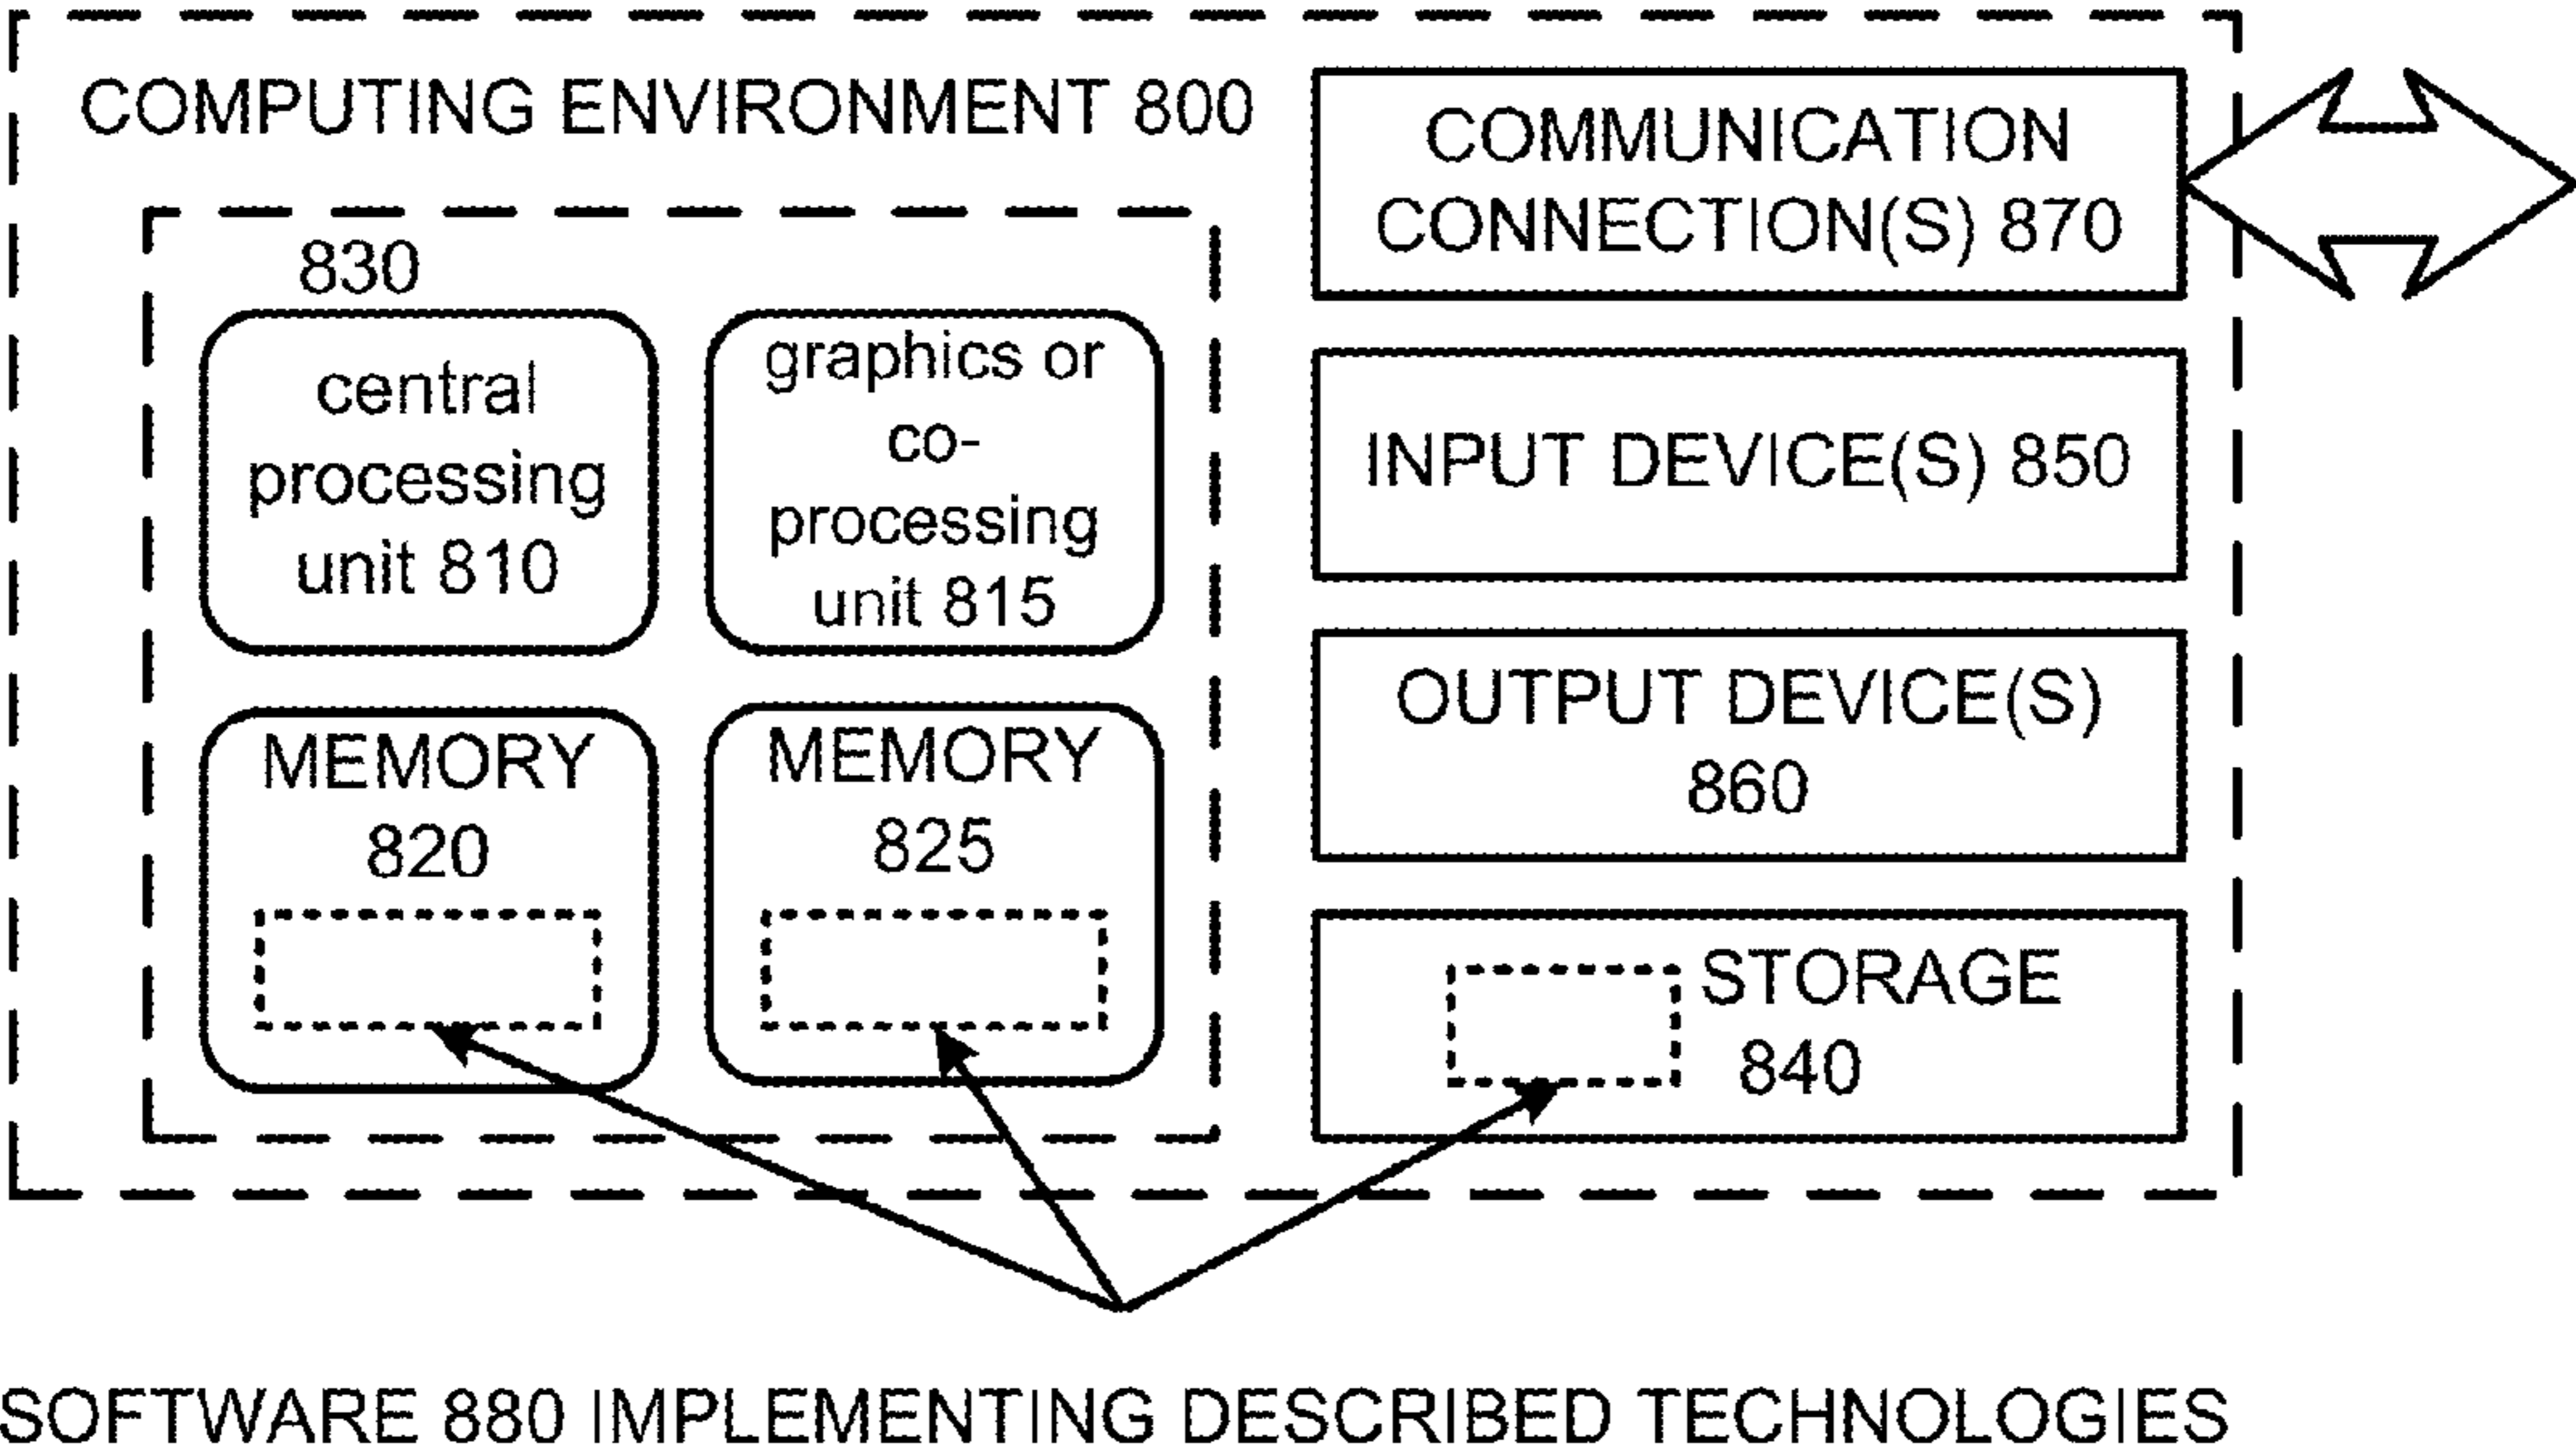 COMPUTING ENVIRONMENT 800
830
central
processing
unit 810
graphics or
co-
processing
unit 815
MEMORY
820
MEMORY
825
COMMUNICATION
CONNECTION(S) 870
INPUT DEVICE(S) 850
OUTPUT DEVICE(S)
860
STORAGE
840
SOFTWARE 880 IMPLEMENTING DESCRIBED TECHNOLOGIES